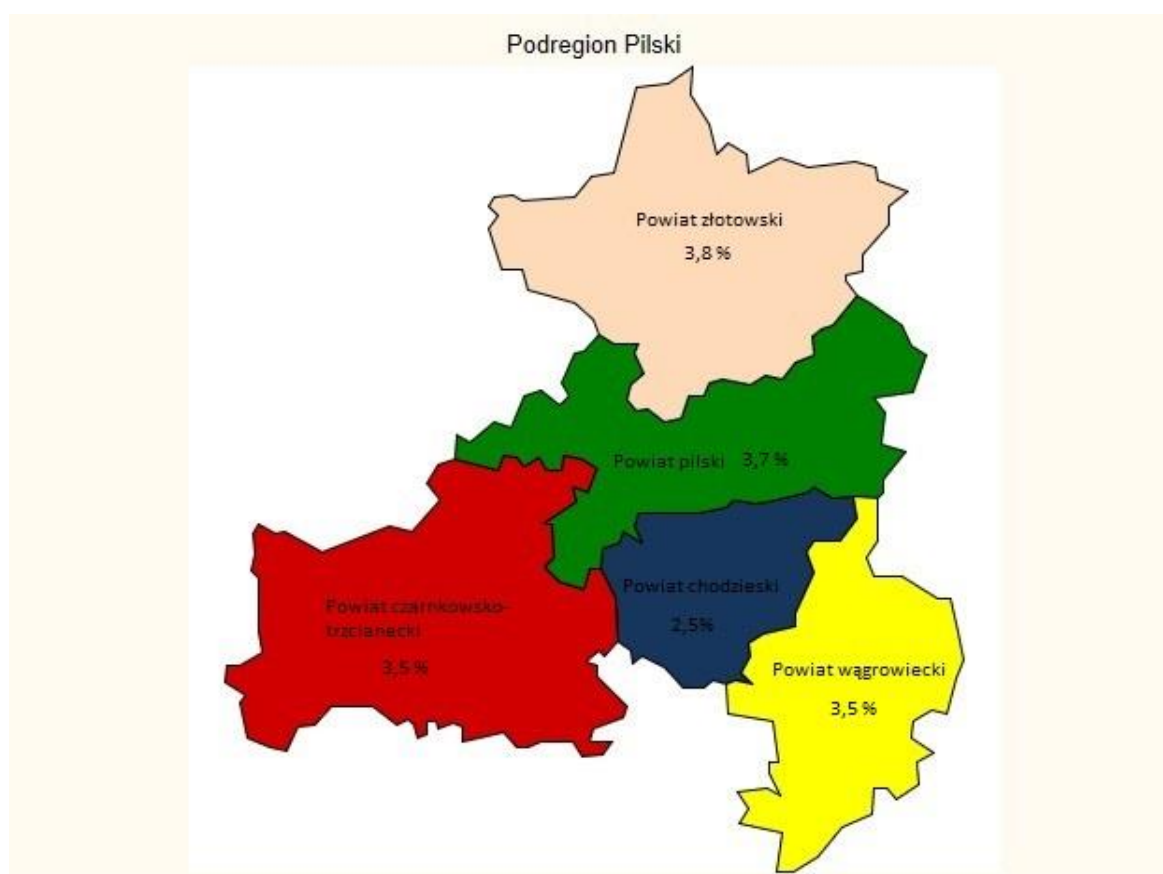 Podregion Pilski
Powiat złotowski
3,8 %
Powiat pilski 3,7 %
Powiat chodzieski
2,5%
Powiat czarnkowsko-
trzcianecki
3,5 %
Powiat wągrowiecki
3,5 %